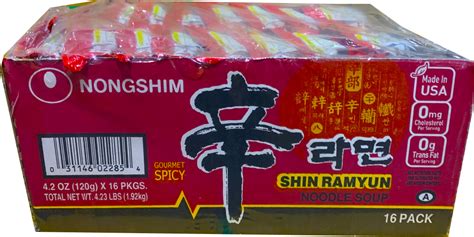 NONGSHIM
辛
라면
GOURMET
SPICY
SHIN RAMYUN
NOODLE SOUP
0 31146 02285 4
4.2 OZ (120g) X 16 PKGS.
TOTAL NET WT. 4.23 LBS (1.92kg)
Made In
USA
0mg
Cholesterol
Per Serving
0g
Trans Fat
Per Serving
A
16 PACK